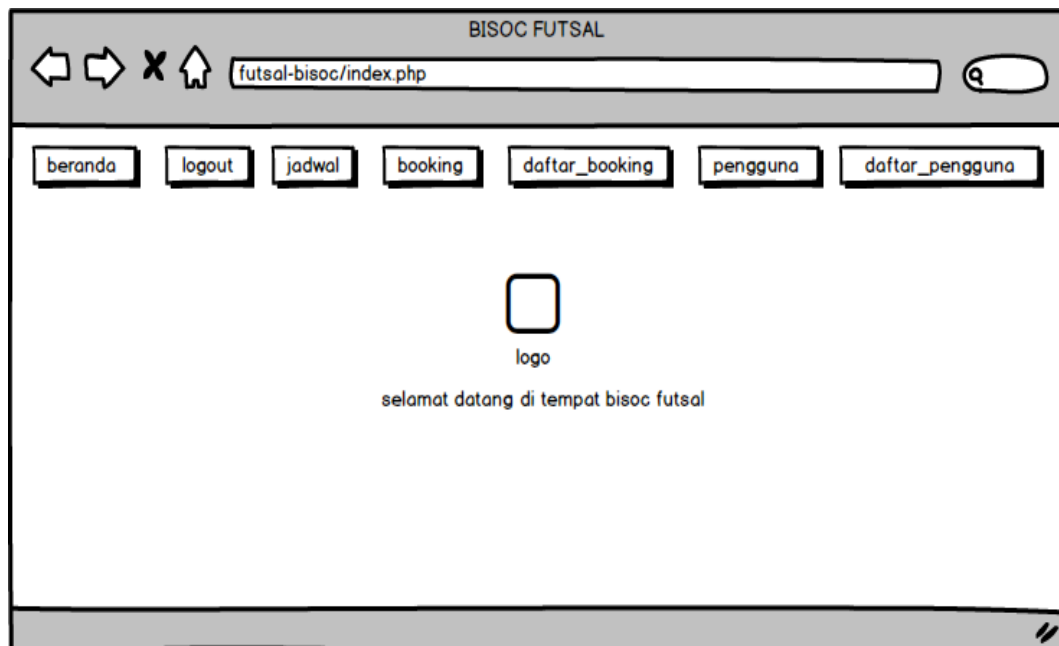 BISOC FUTSAL
futsal-bisoc/index.php
beranda logout jadwal booking daftar_booking pengguna daftar_pengguna
logo
selamat datang di tempat bisoc futsal